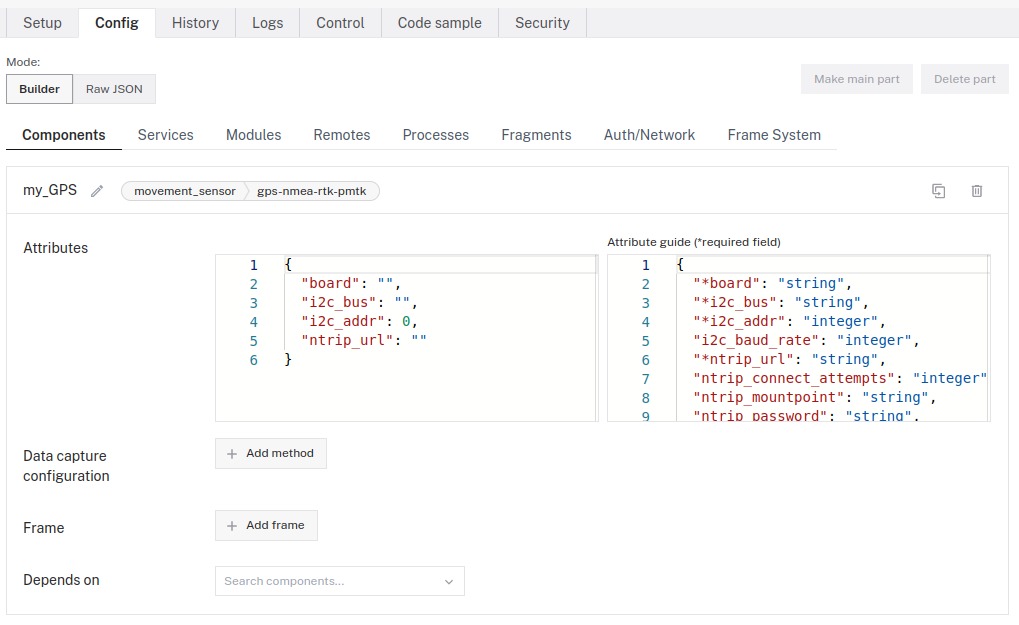 Setup Config History Logs Control Code sample Security
Mode:
Builder Raw JSON
Make main part Delete part
Components Services Modules Remotes Processes Fragments Auth/Network Frame System
my_GPS movement_sensor gps-nmea-rtk-pmtk
Attributes
1 {
2 "board": "",
3 "i2c_bus": "",
4 "i2c_addr": 0,
5 "ntrip_url": ""
6 }
Attribute guide (*required field)
1 {
2 "*board": "string",
3 "*i2c_bus": "string",
4 "*i2c_addr": "integer",
5 "i2c_baud_rate": "integer",
6 "*ntrip_url": "string",
7 "ntrip_connect_attempts": "integer"
8 "ntrip_mountpoint": "string",
9 "ntrip_password": "string",
Data capture
configuration
+ Add method
Frame
+ Add frame
Depends on
Search components...